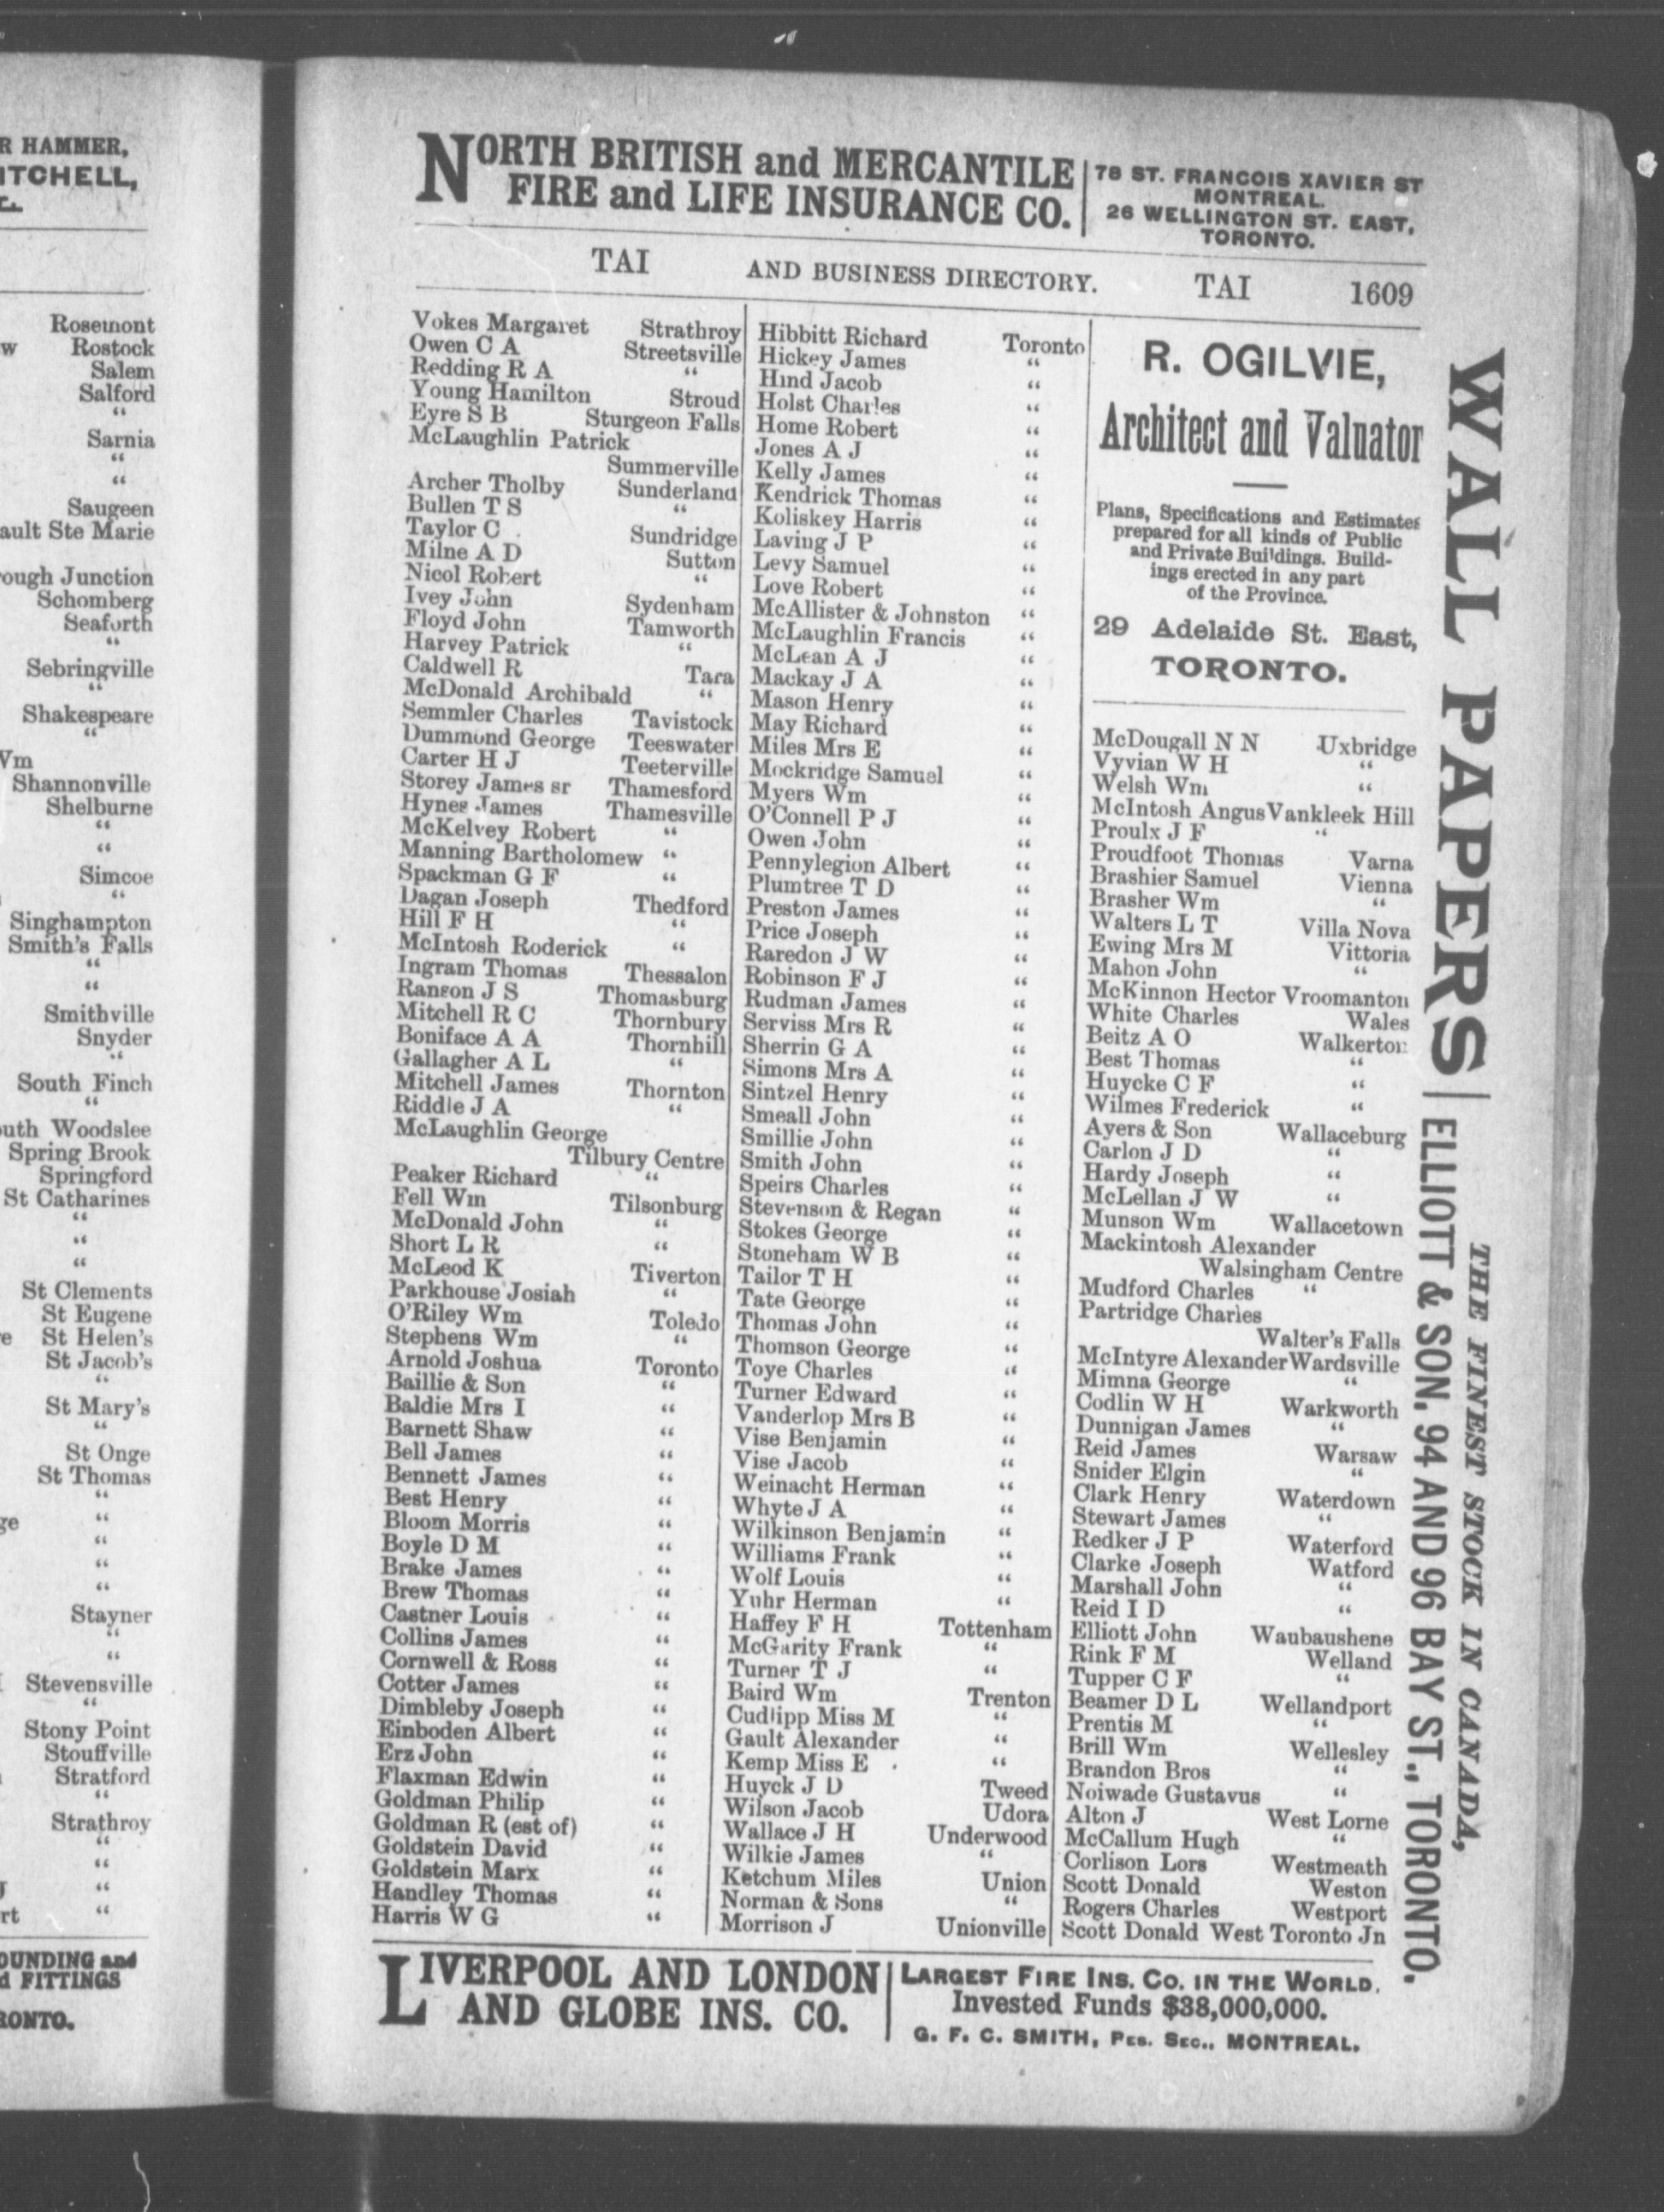 R HAMMER,
ITCHELL,
Rosemont
w Rostock
Salem
Salford
"
Sarnia
"
"
Saugeen
ault Ste Marie
ough Junction
Schomberg
Seaforth
"
Sebringville
"
Shakespeare
"
Wm
Shannonville
Shelburne
"
"
Simcoe
"
Singhampton
Smith's Falls
"
"
Smithville
Snyder
"
South Finch
"
outh Woodslee
Spring Brook
Springford
St Catharines
"
"
"
St Clements
St Eugene
e St Helen's
St Jacob's
"
St Mary's
"
St Onge
St Thomas
"
ge "
"
"
"
Stayner
"
"
Stevensville
"
Stony Point
Stouffville
Stratford
"
Strathroy
"
"
"
rt "
OUNDING and
d FITTINGS
RONTO.
NORTH BRITISH and MERCANTILE
FIRE and LIFE INSURANCE CO.
78 ST. FRANCOIS XAVIER ST
MONTREAL.
26 WELLINGTON ST. EAST,
TORONTO.
TAI AND BUSINESS DIRECTORY. TAI 1609
Vokes Margaret Strathroy
Owen C A Streetsville
Redding R A "
Young Hamilton Stroud
Eyre S B Sturgeon Falls
McLaughlin Patrick
Summerville
Archer Tholby Sunderland
Bullen T S "
Taylor C Sundridge
Milne A D Sutton
Nicol Robert "
Ivey John Sydenham
Floyd John Tamworth
Harvey Patrick "
Caldwell R Tara
McDonald Archibald "
Semmler Charles Tavistock
Dummond George Teeswater
Carter H J Teeterville
Storey James sr Thamesford
Hynes James Thamesville
McKelvey Robert "
Manning Bartholomew "
Spackman G F "
Dagan Joseph Thedford
Hill F H "
McIntosh Roderick "
Ingram Thomas Thessalon
Ranson J S Thomasburg
Mitchell R C Thornbury
Boniface A A Thornhill
Gallagher A L "
Mitchell James Thornton
Riddle J A "
McLaughlin George
Tilbury Centre
Peaker Richard "
Fell Wm Tilsonburg
McDonald John "
Short L R "
McLeod K Tiverton
Parkhouse Josiah "
O'Riley Wm Toledo
Stephens Wm "
Arnold Joshua Toronto
Baillie & Son "
Baldie Mrs I "
Barnett Shaw "
Bell James "
Bennett James "
Best Henry "
Bloom Morris "
Boyle D M "
Brake James "
Brew Thomas "
Castner Louis "
Collins James "
Cornwell & Ross "
Cotter James "
Dimbleby Joseph "
Einboden Albert "
Erz John "
Flaxman Edwin "
Goldman Philip "
Goldman R (est of) "
Goldstein David "
Goldstein Marx "
Handley Thomas "
Harris W G "
Hibbitt Richard Toronto
Hickey James "
Hind Jacob "
Holst Charles "
Home Robert "
Jones A J "
Kelly James "
Kendrick Thomas "
Koliskey Harris "
Laving J P "
Levy Samuel "
Love Robert "
McAllister & Johnston "
McLaughlin Francis "
McLean A J "
Mackay J A "
Mason Henry "
May Richard "
Miles Mrs E "
Mockridge Samuel "
Myers Wm "
O'Connell P J "
Owen John "
Pennylegion Albert "
Plumtree T D "
Preston James "
Price Joseph "
Raredon J W "
Robinson F J "
Rudman James "
Serviss Mrs R "
Sherrin G A "
Simons Mrs A "
Sintzel Henry "
Smeall John "
Smillie John "
Smith John "
Speirs Charles "
Stevenson & Regan "
Stokes George "
Stoneham W B "
Tailor T H "
Tate George "
Thomas John "
Thomson George "
Toye Charles "
Turner Edward "
Vanderlop Mrs B "
Vise Benjamin "
Vise Jacob "
Weinacht Herman "
Whyte J A "
Wilkinson Benjamin "
Williams Frank "
Wolf Louis "
Yuhr Herman "
Haffey F H Tottenham
McGarity Frank "
Turner T J "
Baird Wm Trenton
Cudlipp Miss M "
Gault Alexander "
Kemp Miss E "
Huyck J D Tweed
Wilson Jacob Udora
Wallace J H Underwood
Wilkie James "
Ketchum Miles Union
Norman & Sons "
Morrison J Unionville
R. OGILVIE,
Architect and Valuator
Plans, Specifications and Estimates
prepared for all kinds of Public
and Private Buildings. Build-
ings erected in any part
of the Province.
29 Adelaide St. East,
TORONTO.
McDougall N N Uxbridge
Vyvian W H "
Welsh Wm "
McIntosh Angus Vankleek Hill
Proulx J F "
Proudfoot Thomas Varna
Brashier Samuel Vienna
Brasher Wm "
Walters L T Villa Nova
Ewing Mrs M Vittoria
Mahon John "
McKinnon Hector Vroomanton
White Charles Wales
Beitz A O Walkerton
Best Thomas "
Huycke C F "
Wilmes Frederick "
Ayers & Son Wallaceburg
Carlon J D "
Hardy Joseph "
McLellan J W "
Munson Wm Wallacetown
Mackintosh Alexander
Walsingham Centre
Mudford Charles "
Partridge Charles
Walter's Falls
McIntyre Alexander Wardsville
Mimna George "
Codlin W H Warkworth
Dunnigan James "
Reid James Warsaw
Snider Elgin "
Clark Henry Waterdown
Stewart James "
Redker J P Waterford
Clarke Joseph Watford
Marshall John "
Reid I D "
Elliott John Waubaushene
Rink F M Welland
Tupper C F "
Beamer D L Wellandport
Prentis M "
Brill Wm Wellesley
Brandon Bros "
Noiwade Gustavus "
Alton J West Lorne
McCallum Hugh "
Corlison Lors Westmeath
Scott Donald Weston
Rogers Charles Westport
Scott Donald West Toronto Jn
WALL PAPERS
ELLIOTT & SON, 94 AND 96 BAY ST., TORONTO.
THE FINEST STOCK IN CANADA,
LIVERPOOL AND LONDON
AND GLOBE INS. CO.
LARGEST FIRE INS. CO. IN THE WORLD.
Invested Funds $38,000,000.
G. F. C. SMITH, PES. SEC., MONTREAL.